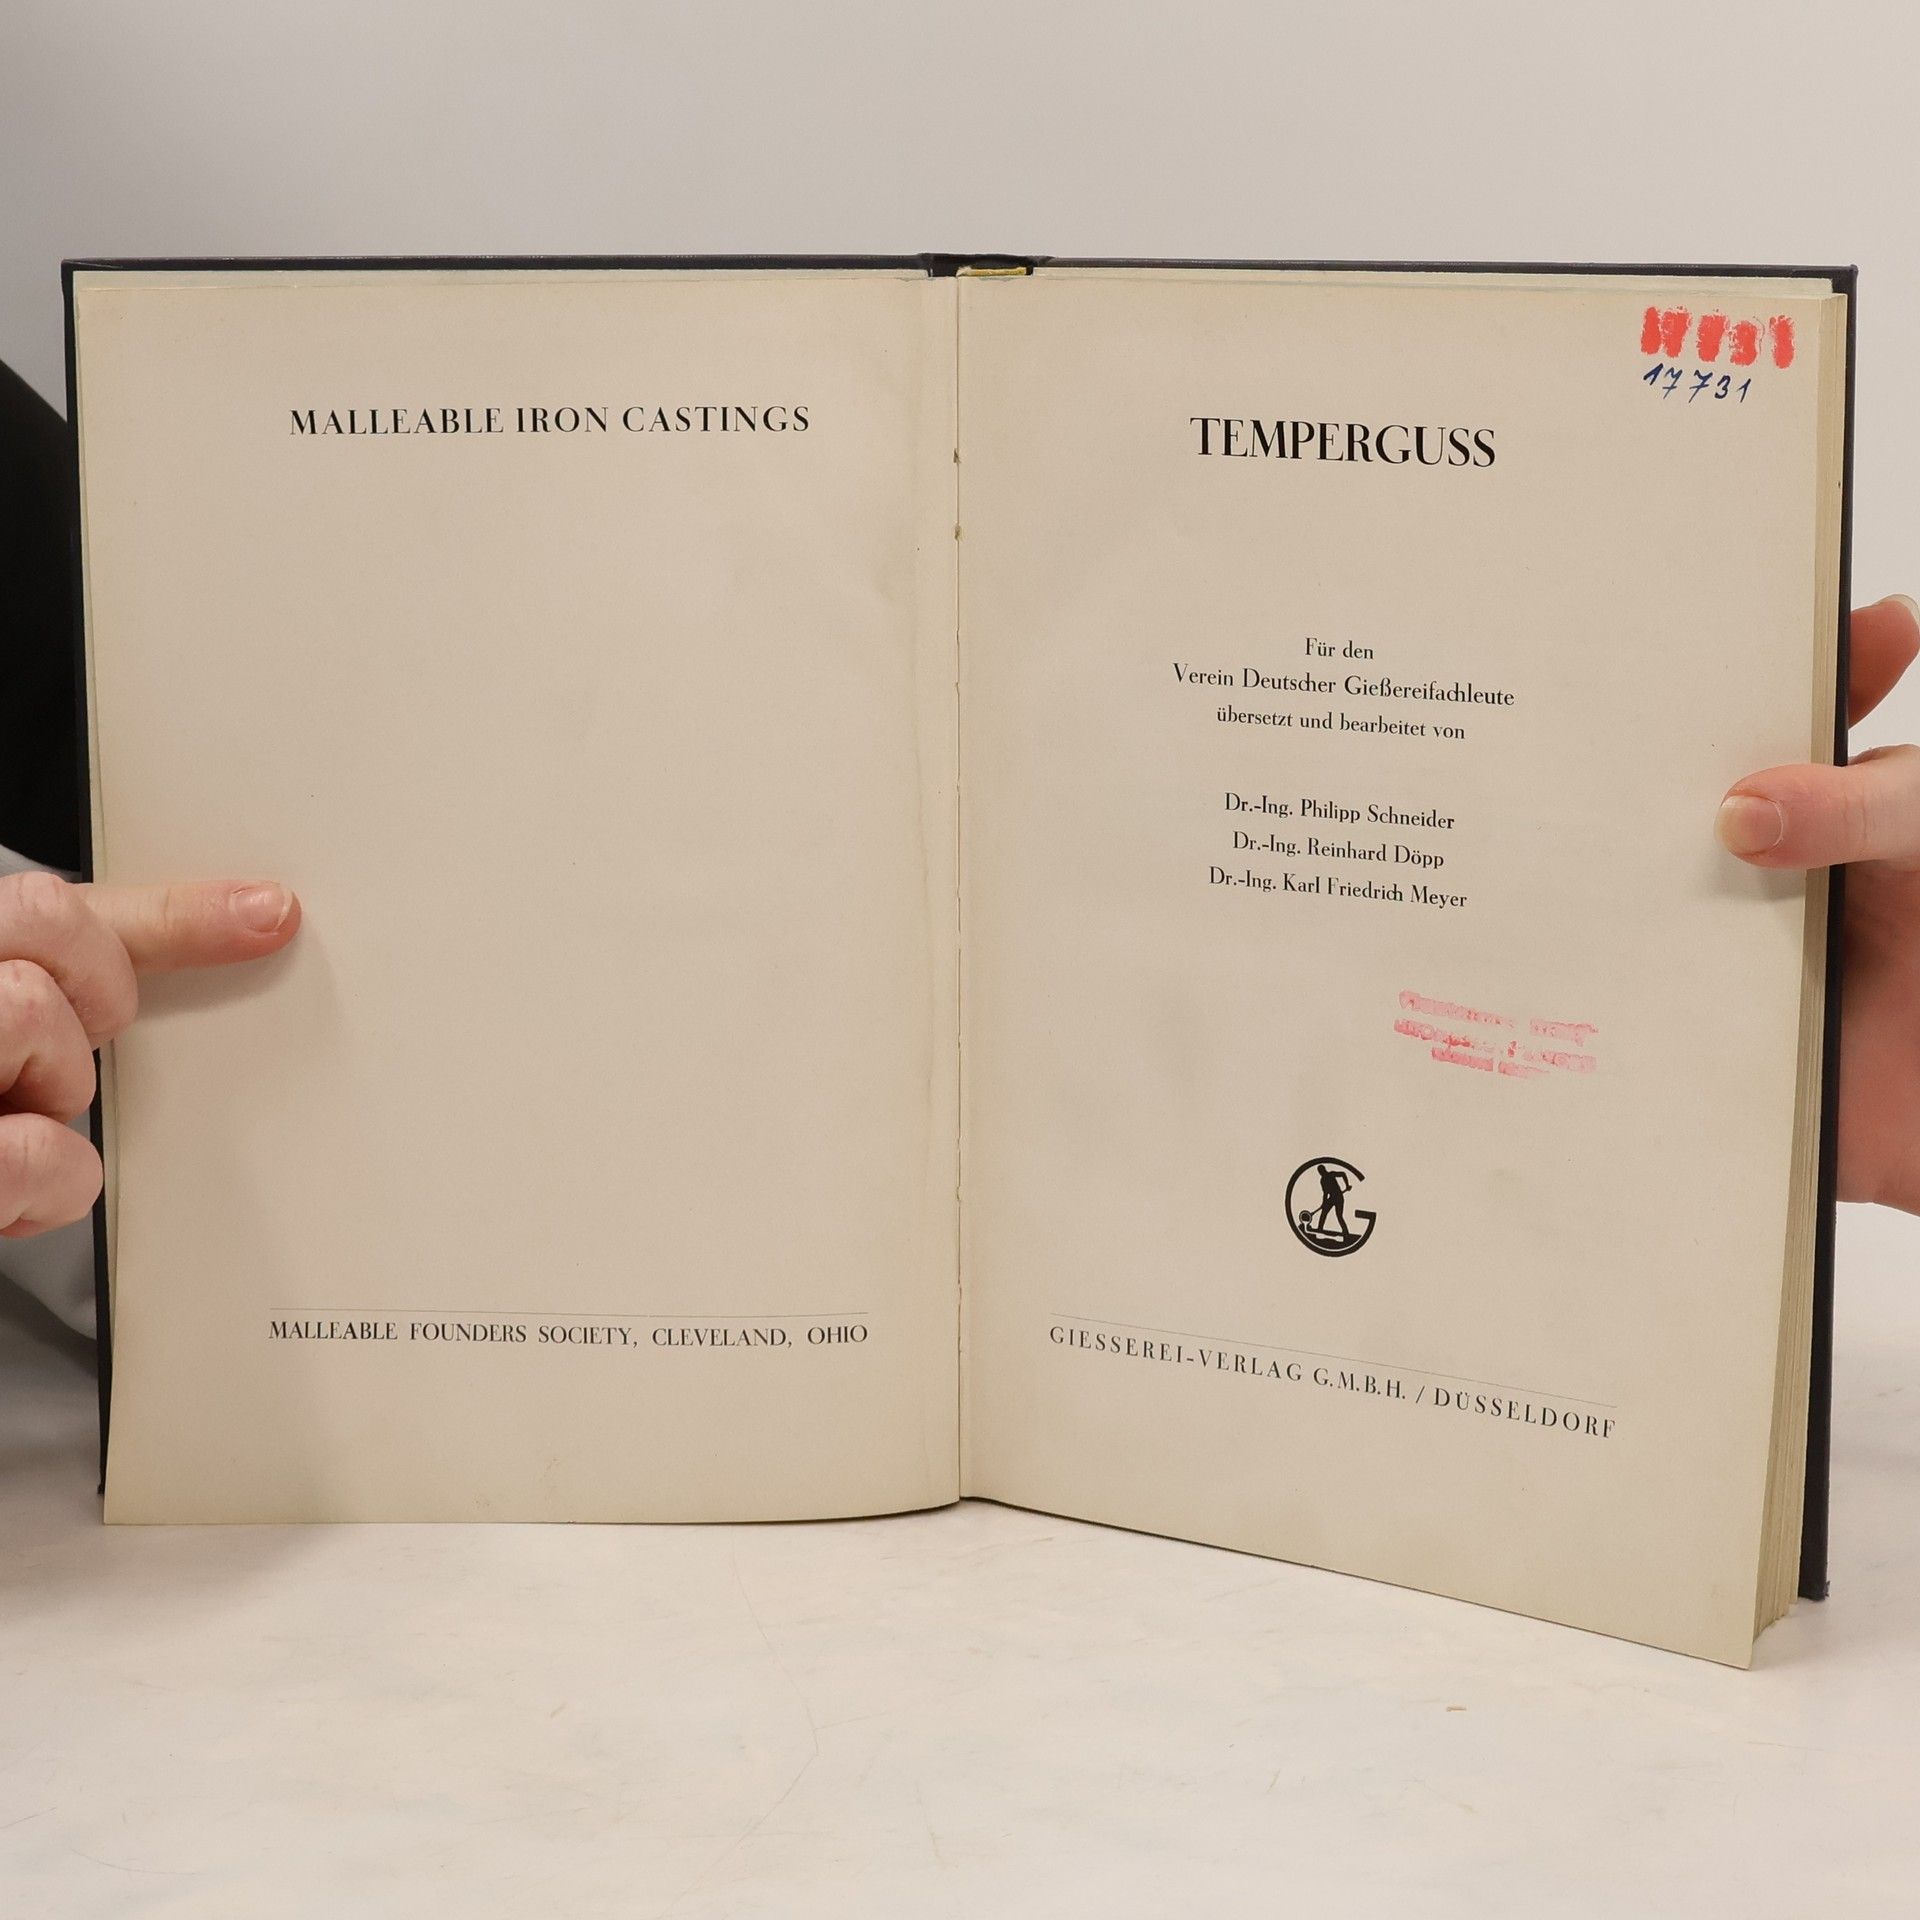 MALLEABLE IRON CASTINGS
MALLEABLE FOUNDERS SOCIETY, CLEVELAND, OHIO
17731
TEMPERGUSS
Für den
Verein Deutscher Gießereifachleute
übersetzt und bearbeitet von
Dr.-Ing. Philipp Schneider
Dr.-Ing. Reinhard Döpp
Dr.-Ing. Karl Friedrich Meyer
G
GIESSEREI-VERLAG G.M.B.H. / DÜSSELDORF